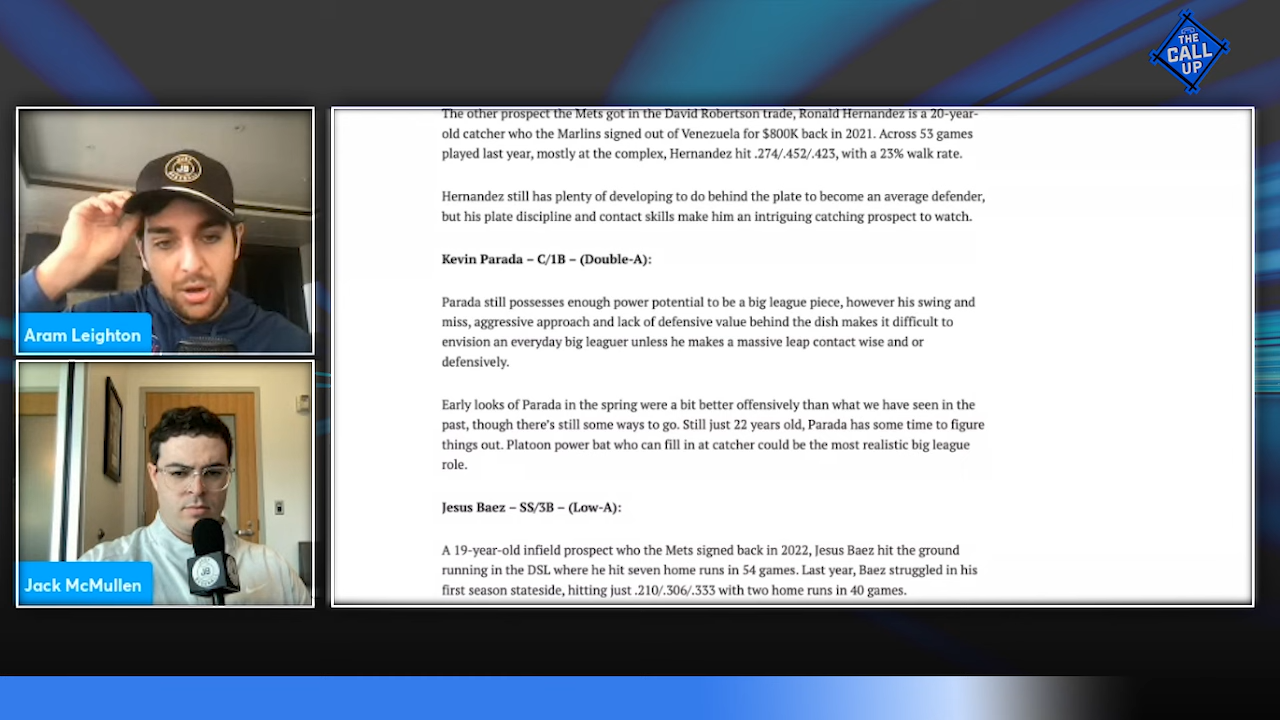 THE
CALL
UP
JB
Aram Leighton
JB
Jack McMullen
The other prospect the Mets got in the David Robertson trade, Ronald Hernandez is a 20-year-
old catcher who the Marlins signed out of Venezuela for $800K back in 2021. Across 53 games
played last year, mostly at the complex, Hernandez hit .274/.452/.423, with a 23% walk rate.
Hernandez still has plenty of developing to do behind the plate to become an average defender,
but his plate discipline and contact skills make him an intriguing catching prospect to watch.
Kevin Parada – C/1B – (Double-A):
Parada still possesses enough power potential to be a big league piece, however his swing and
miss, aggressive approach and lack of defensive value behind the dish makes it difficult to
envision an everyday big leaguer unless he makes a massive leap contact wise and or
defensively.
Early looks of Parada in the spring were a bit better offensively than what we have seen in the
past, though there's still some ways to go. Still just 22 years old, Parada has some time to figure
things out. Platoon power bat who can fill in at catcher could be the most realistic big league
role.
Jesus Baez – SS/3B – (Low-A):
A 19-year-old infield prospect who the Mets signed back in 2022, Jesus Baez hit the ground
running in the DSL where he hit seven home runs in 54 games. Last year, Baez struggled in his
first season stateside, hitting just .210/.306/.333 with two home runs in 40 games.